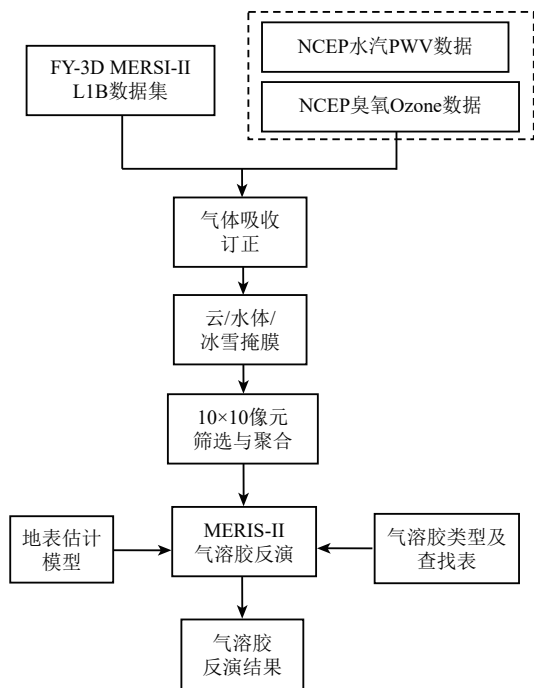 FY-3D MERSI-II
L1B数据集
NCEP水汽PWV数据
NCEP臭氧Ozone数据
气体吸收
订正
云/水体/
冰雪掩膜
10×10像元
筛选与聚合
地表估计
模型
MERIS-II
气溶胶反演
气溶胶类型及
查找表
气溶胶
反演结果